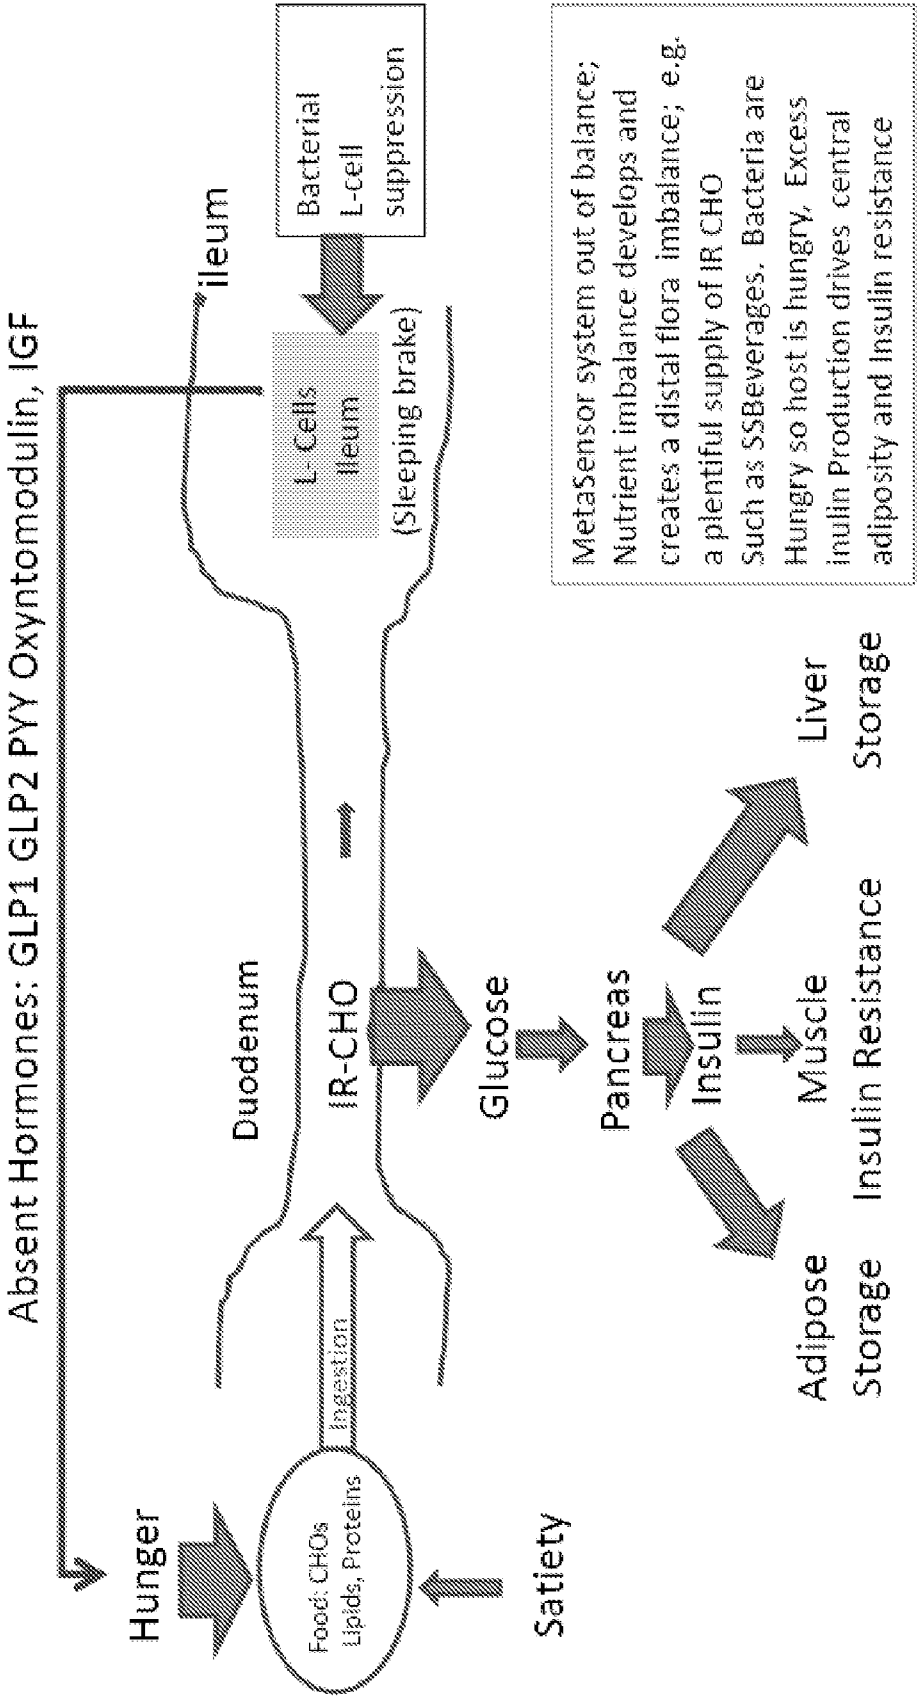 Absent Hormones: GLP1 GLP2 PYY Oxyntomodulin, IGF
Hunger
Food: CHOs
Lipids, Proteins
Satiety
Ingestion
Duodenum
IR-CHO
ileum
L- Cells
Ileum
(Sleeping brake)
Bacterial
L-cell
suppression
Glucose
Pancreas
Insulin
Adipose
Storage
Muscle
Insulin Resistance
Liver
Storage
MetaSensor system out of balance;
Nutrient imbalance develops and
creates a distal flora imbalance; e.g.
a plentiful supply of IR CHO
Such as SSBeverages. Bacteria are
Hungry so host is hungry, Excess
inulin Production drives central
adiposity and Insulin resistance